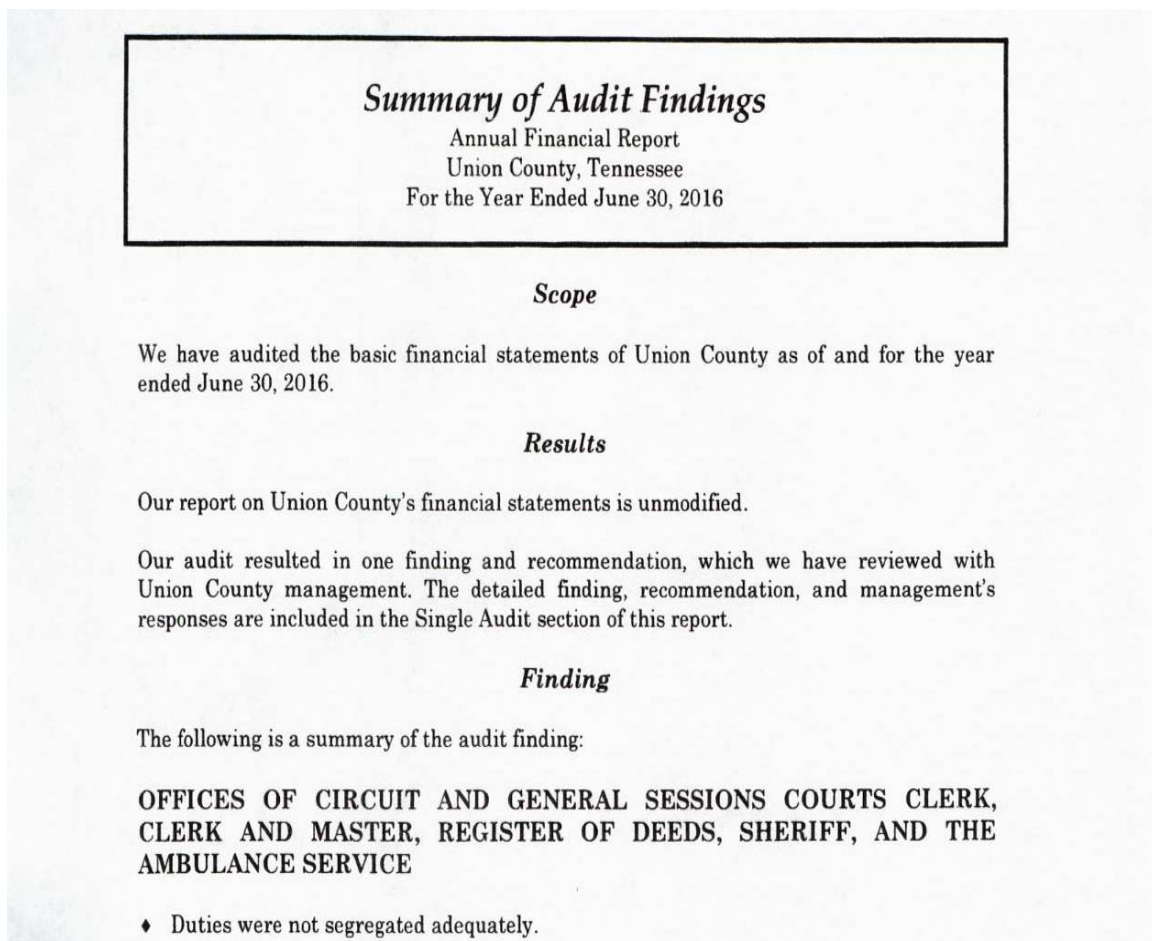 Summary of Audit Findings
Annual Financial Report
Union County, Tennessee
For the Year Ended June 30, 2016
Scope
We have audited the basic financial statements of Union County as of and for the year
ended June 30, 2016.
Results
Our report on Union County's financial statements is unmodified.
Our audit resulted in one finding and recommendation, which we have reviewed with
Union County management. The detailed finding, recommendation, and management's
responses are included in the Single Audit section of this report.
Finding
The following is a summary of the audit finding:
OFFICES OF CIRCUIT AND GENERAL SESSIONS COURTS CLERK,
CLERK AND MASTER, REGISTER OF DEEDS, SHERIFF, AND THE
AMBULANCE SERVICE
♦ Duties were not segregated adequately.